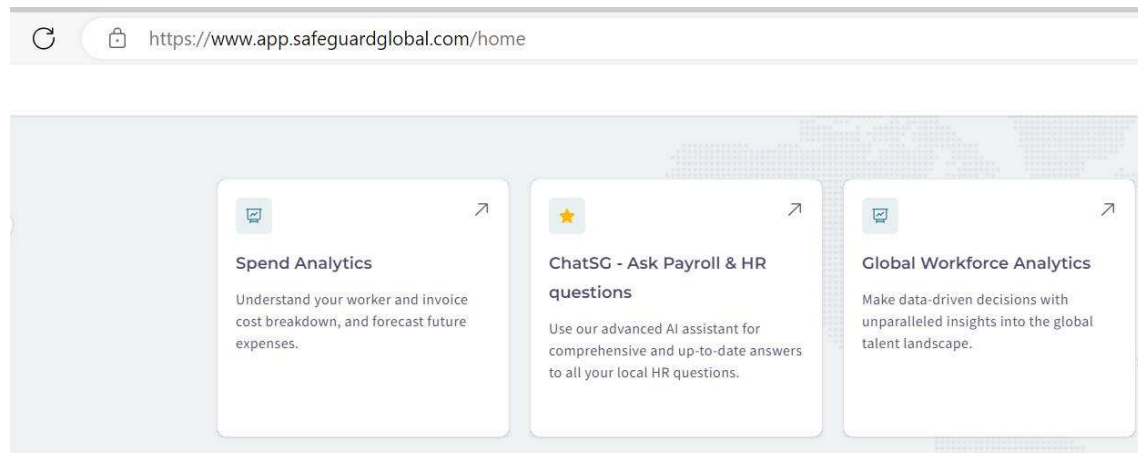 https://www.app.safeguardglobal.com/home
Spend Analytics
Understand your worker and invoice
cost breakdown, and forecast future
expenses.
ChatSG - Ask Payroll & HR
questions
Use our advanced AI assistant for
comprehensive and up-to-date answers
to all your local HR questions.
Global Workforce Analytics
Make data-driven decisions with
unparalleled insights into the global
talent landscape.